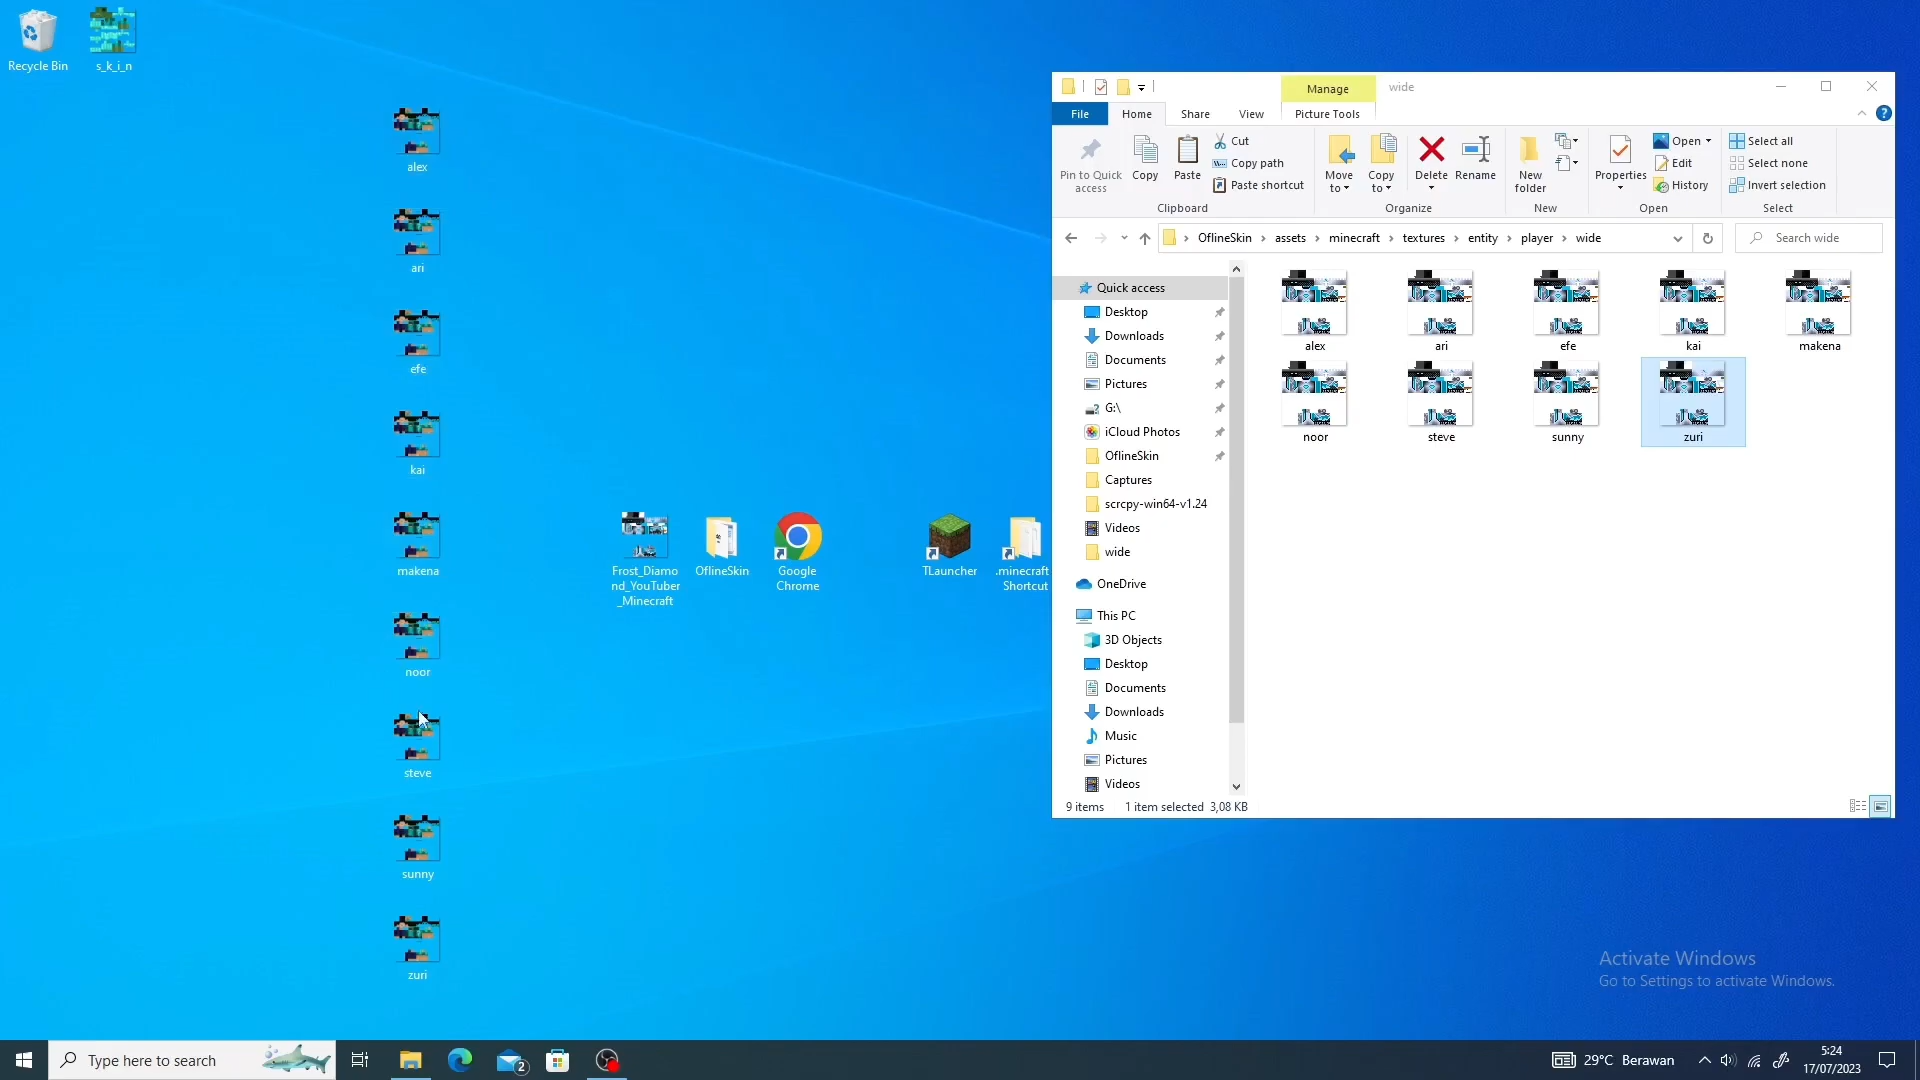 Recycle Bin
s_k_i_n
alex
ari
efe
kai
makena
noor
steve
sunny
zuri
Frost_Diamo
nd_YouTuber
_Minecraft
OflineSkin
Google
Chrome
TLauncher
.minecraft
Shortcut
Manage
wide
File
Home
Share
View
Picture Tools
Pin to Quick
access
Copy
Paste
Cut
Copy path
Paste shortcut
Clipboard
Move
to
Copy
to
Delete
Rename
Organize
New
folder
New
Properties
Open
Edit
History
Open
Select all
Select none
Invert selection
Select
OflineSkin > assets > minecraft > textures > entity > player > wide
Search wide
Quick access
Desktop
Downloads
Documents
Pictures
G:\
iCloud Photos
OflineSkin
Captures
scrcpy-win64-v1.24
Videos
wide
OneDrive
This PC
3D Objects
Desktop
Documents
Downloads
Music
Pictures
Videos
alex
ari
efe
kai
makena
noor
steve
sunny
zuri
9 items
1 item selected 3,08 KB
Activate Windows
Go to Settings to activate Windows.
Type here to search
2
29°C Berawan
5:24
17/07/2023